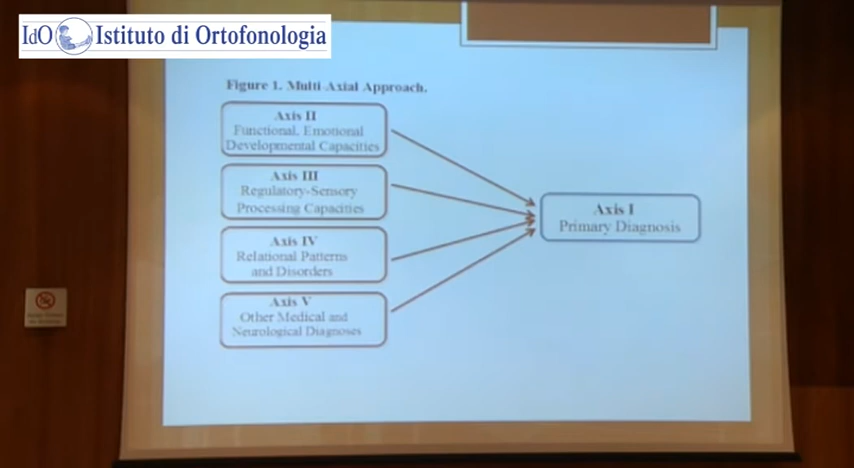 IdO Istituto di Ortofonologia
Figure 1. Multi Axial Approach.
Axis II
Functional, Emotional
Developmental Capacities
Axis III
Regulatory-Sensory
Processing Capacities
Axis IV
Relational Patterns
and Disorders
Axis V
Other Medical and
Neurological Diagnoses
Axis I
Primary Diagnosis